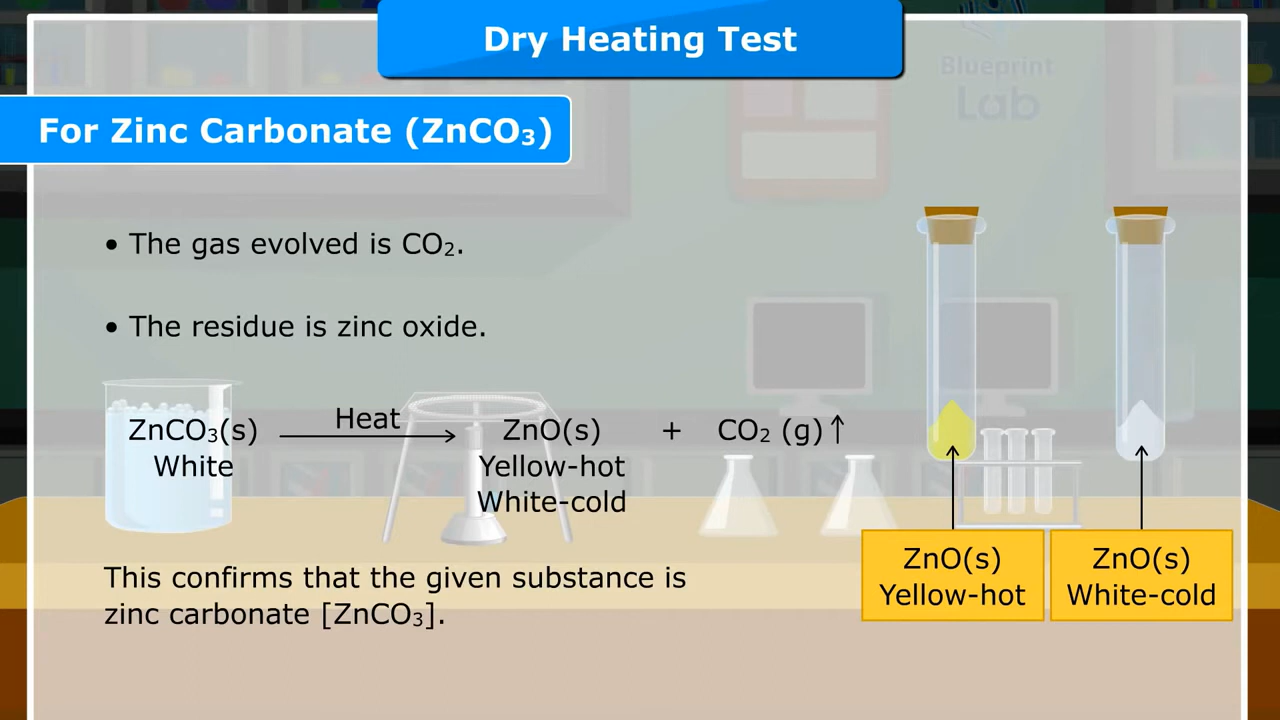 Dry Heating Test
Blueprint
Lab
For Zinc Carbonate (ZnCO₃)
• The gas evolved is CO₂.
• The residue is zinc oxide.
ZnCO₃(s) Heat ZnO(s) + CO₂ (g)↑
White Yellow-hot
White-cold
This confirms that the given substance is
zinc carbonate [ZnCO₃].
ZnO(s)
Yellow-hot
ZnO(s)
White-cold